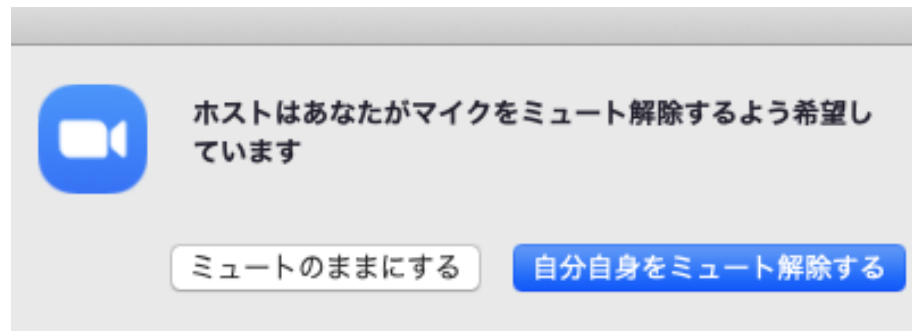 ホストはあなたがマイクをミュート解除するよう希望し
ています
ミュートのままにする
自分自身をミュート解除する